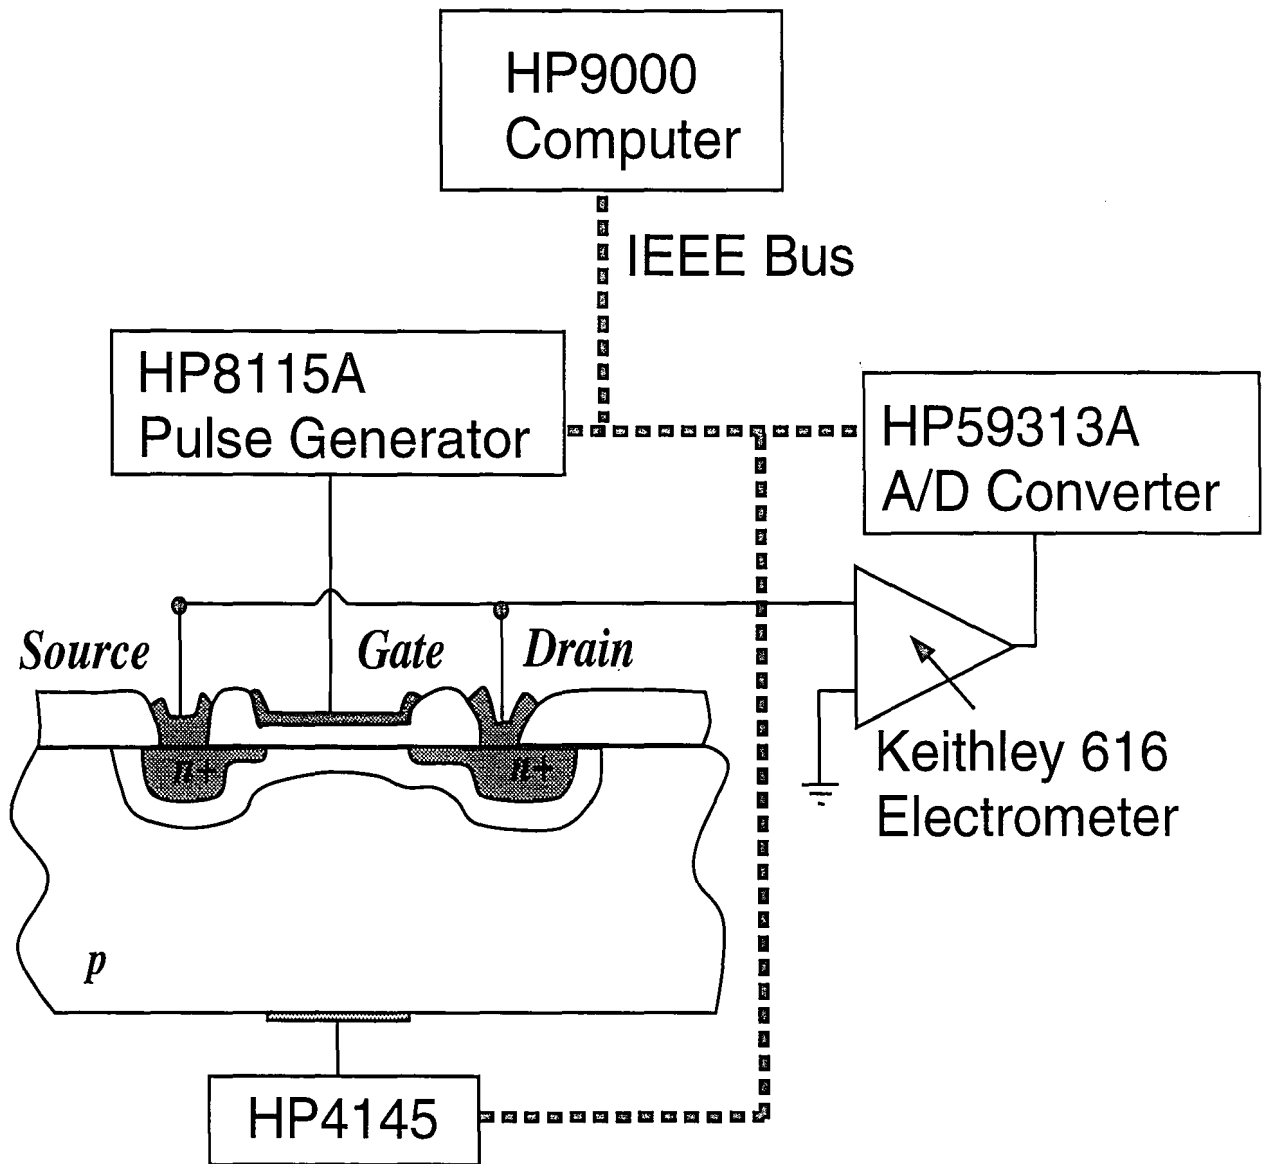 HP9000
Computer
IEEE Bus
HP8115A
Pulse Generator
HP59313A
A/D Converter
Source
Gate
Drain
n+
n+
Keithley 616
Electrometer
p
HP4145